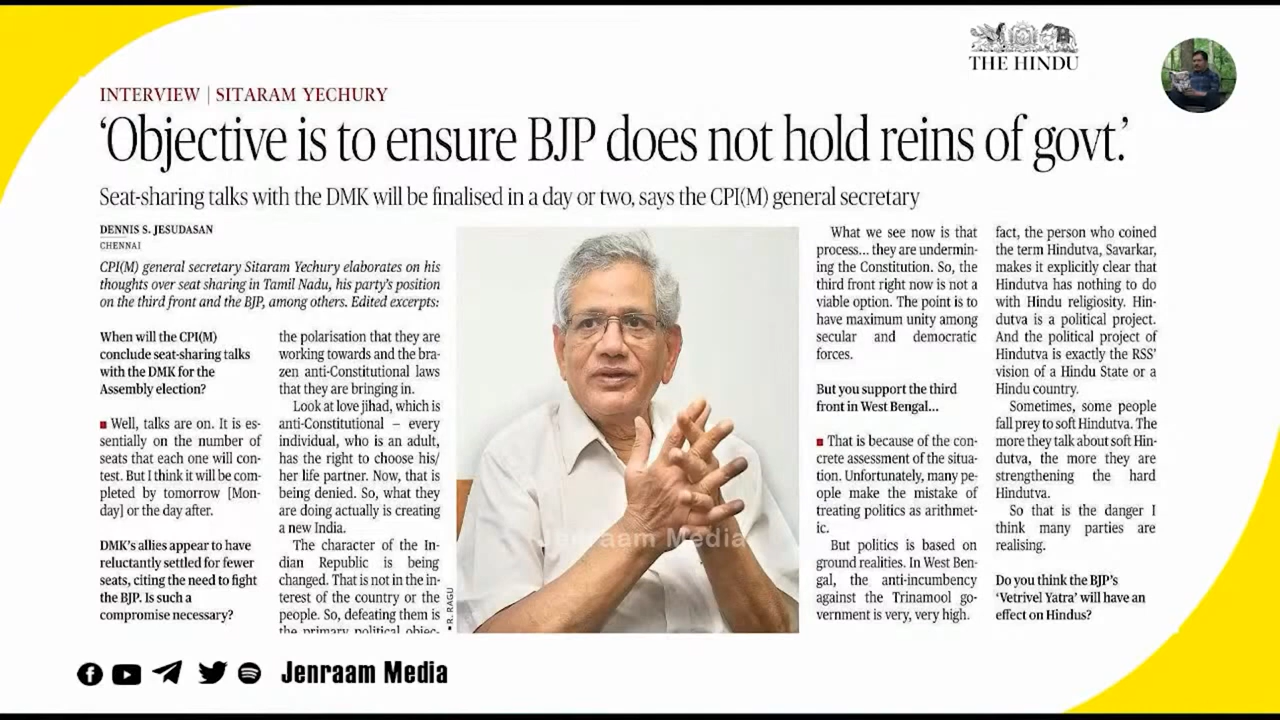 THE HINDU
INTERVIEW | SITARAM YECHURY
‘Objective is to ensure BJP does not hold reins of govt.’
Seat-sharing talks with the DMK will be finalised in a day or two, says the CPI(M) general secretary
DENNIS S. JESUDASAN
CHENNAI
CPI(M) general secretary Sitaram Yechury elaborates on his
thoughts over seat sharing in Tamil Nadu, his party’s position
on the third front and the BJP, among others. Edited excerpts:
When will the CPI(M)
conclude seat-sharing talks
with the DMK for the
Assembly election?
■ Well, talks are on. It is es-
sentially on the number of
seats that each one will con-
test. But I think it will be com-
pleted by tomorrow [Mon-
day] or the day after.
DMK’s allies appear to have
reluctantly settled for fewer
seats, citing the need to fight
the BJP. Is such a
compromise necessary?
the polarisation that they are
working towards and the bra-
zen anti-Constitutional laws
that they are bringing in.
Look at love jihad, which is
anti-Constitutional – every
individual, who is an adult,
has the right to choose his/
her life partner. Now, that is
being denied. So, what they
are doing actually is creating
a new India.
The character of the In-
dian Republic is being
changed. That is not in the in-
terest of the country or the
people. So, defeating them is
the primary political objec-
■ R. RAGU
Jenraam Media
What we see now is that
process... they are undermin-
ing the Constitution. So, the
third front right now is not a
viable option. The point is to
have maximum unity among
secular and democratic
forces.
But you support the third
front in West Bengal...
■ That is because of the con-
crete assessment of the situa-
tion. Unfortunately, many pe-
ople make the mistake of
treating politics as arithmet-
ic.
But politics is based on
ground realities. In West Ben-
gal, the anti-incumbency
against the Trinamool go-
vernment is very, very high.
fact, the person who coined
the term Hindutva, Savarkar,
makes it explicitly clear that
Hindutva has nothing to do
with Hindu religiosity. Hin-
dutva is a political project.
And the political project of
Hindutva is exactly the RSS’
vision of a Hindu State or a
Hindu country.
Sometimes, some people
fall prey to soft Hindutva. The
more they talk about soft Hin-
dutva, the more they are
strengthening the hard
Hindutva.
So that is the danger I
think many parties are
realising.
Do you think the BJP’s
‘Vetrivel Yatra’ will have an
effect on Hindus?
Jenraam Media